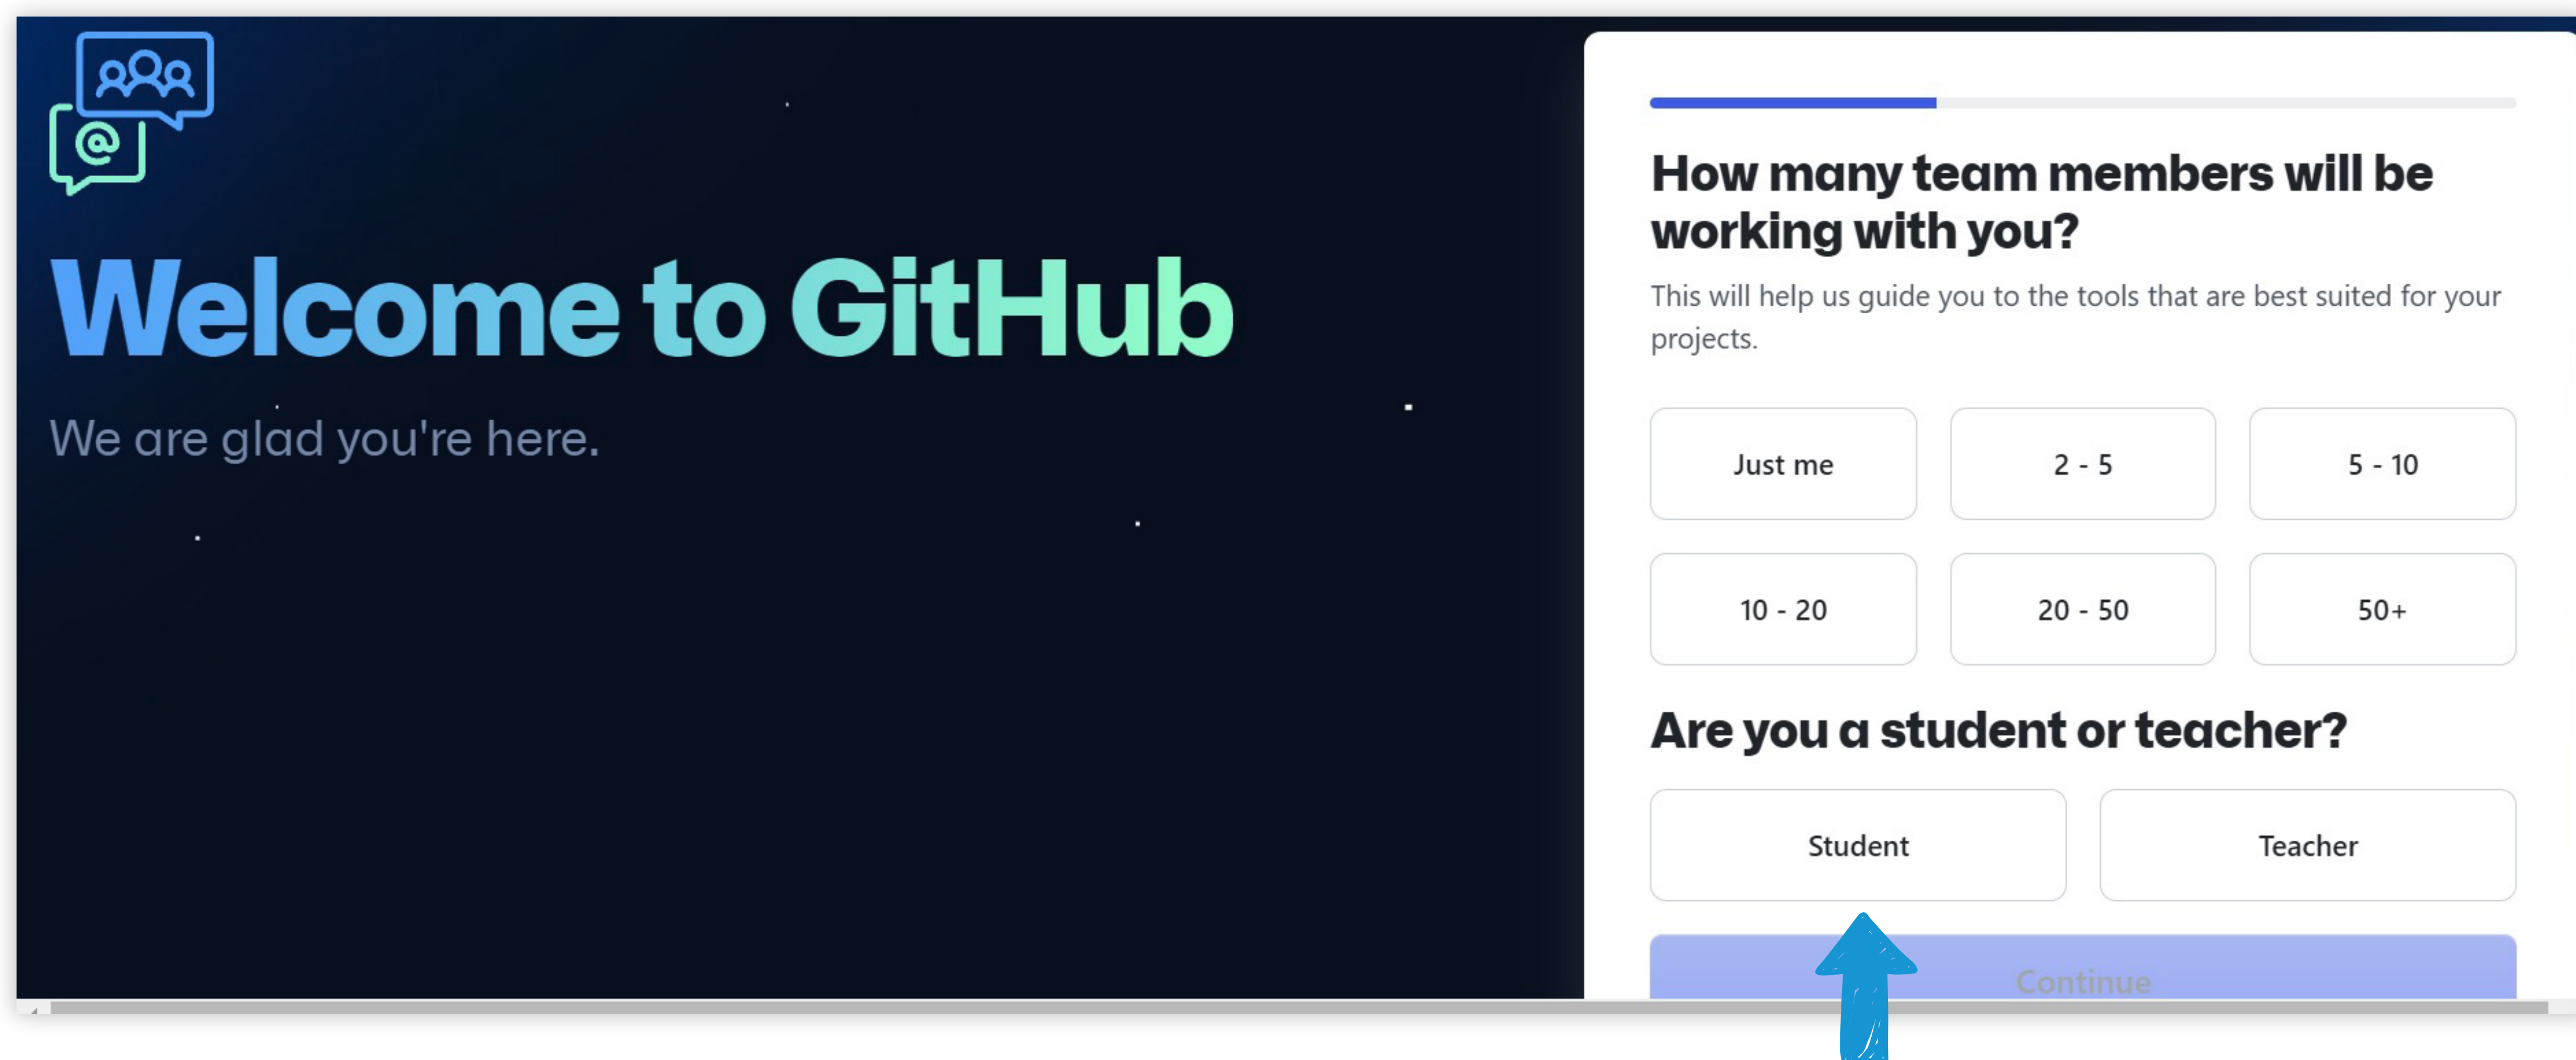 @
Welcome to GitHub
We are glad you're here.
How many team members will be
working with you?
This will help us guide you to the tools that are best suited for your
projects.
Just me
2 - 5
5 - 10
10 - 20
20 - 50
50+
Are you a student or teacher?
Student
Teacher
Continue